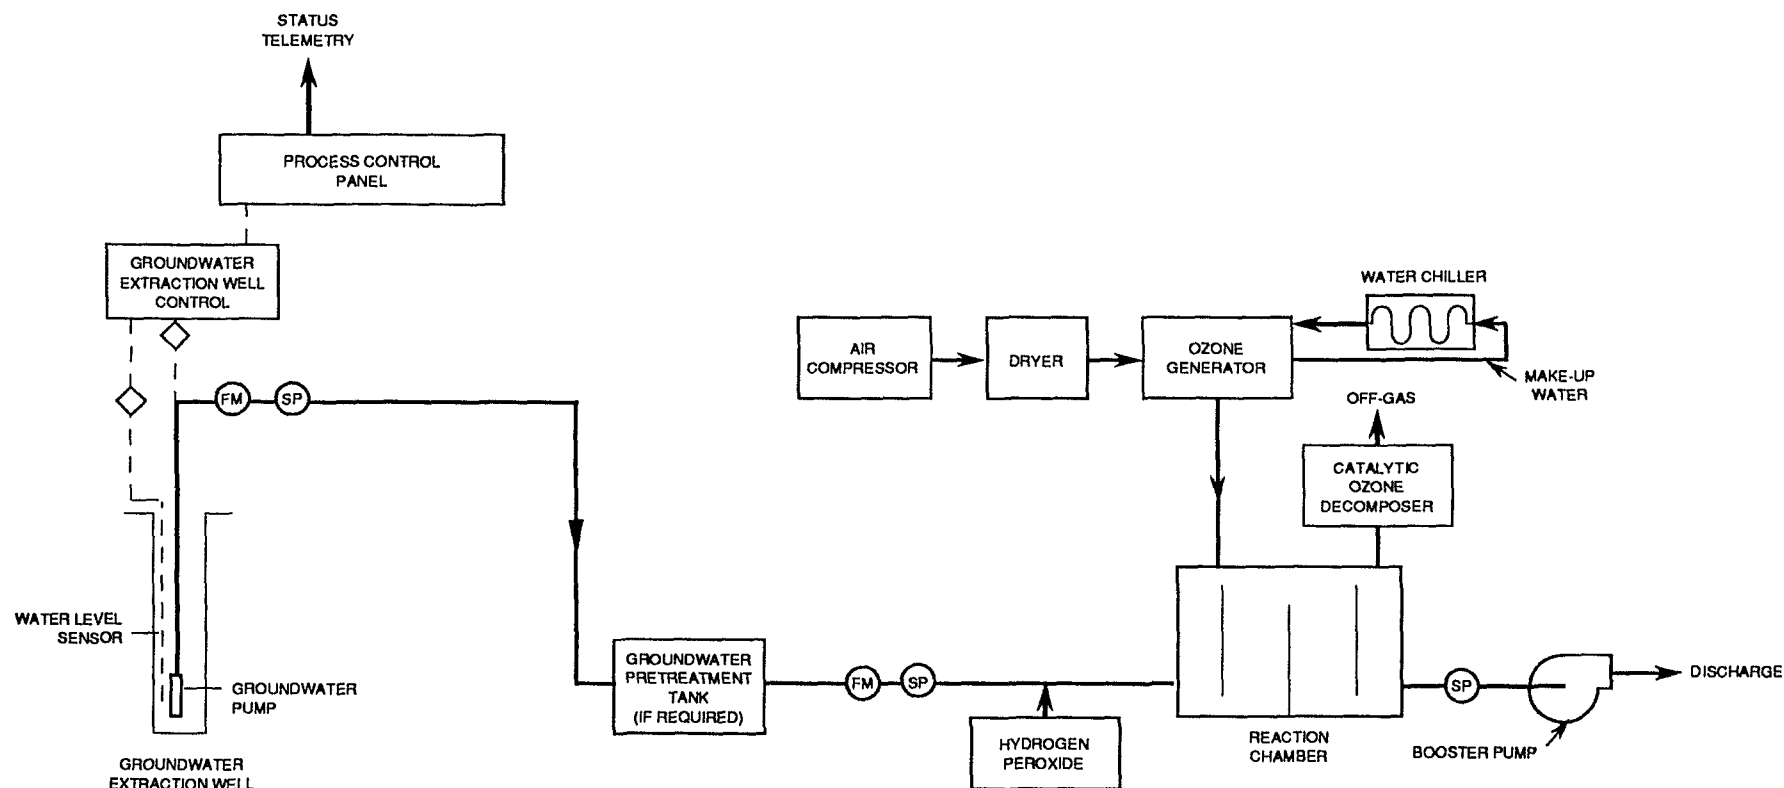 STATUS
TELEMETRY
PROCESS CONTROL
PANEL
GROUNDWATER
EXTRACTION WELL
CONTROL
WATER CHILLER
AIR
COMPRESSOR
DRYER
OZONE
GENERATOR
MAKE-UP
WATER
FM
SP
OFF-GAS
CATALYTIC
OZONE
DECOMPOSER
WATER LEVEL
SENSOR
GROUNDWATER
PUMP
GROUNDWATER
PRETREATMENT
TANK
(IF REQUIRED)
FM
SP
SP
DISCHARGE
HYDROGEN
PEROXIDE
REACTION
CHAMBER
BOOSTER PUMP
GROUNDWATER
EXTRACTION WELL